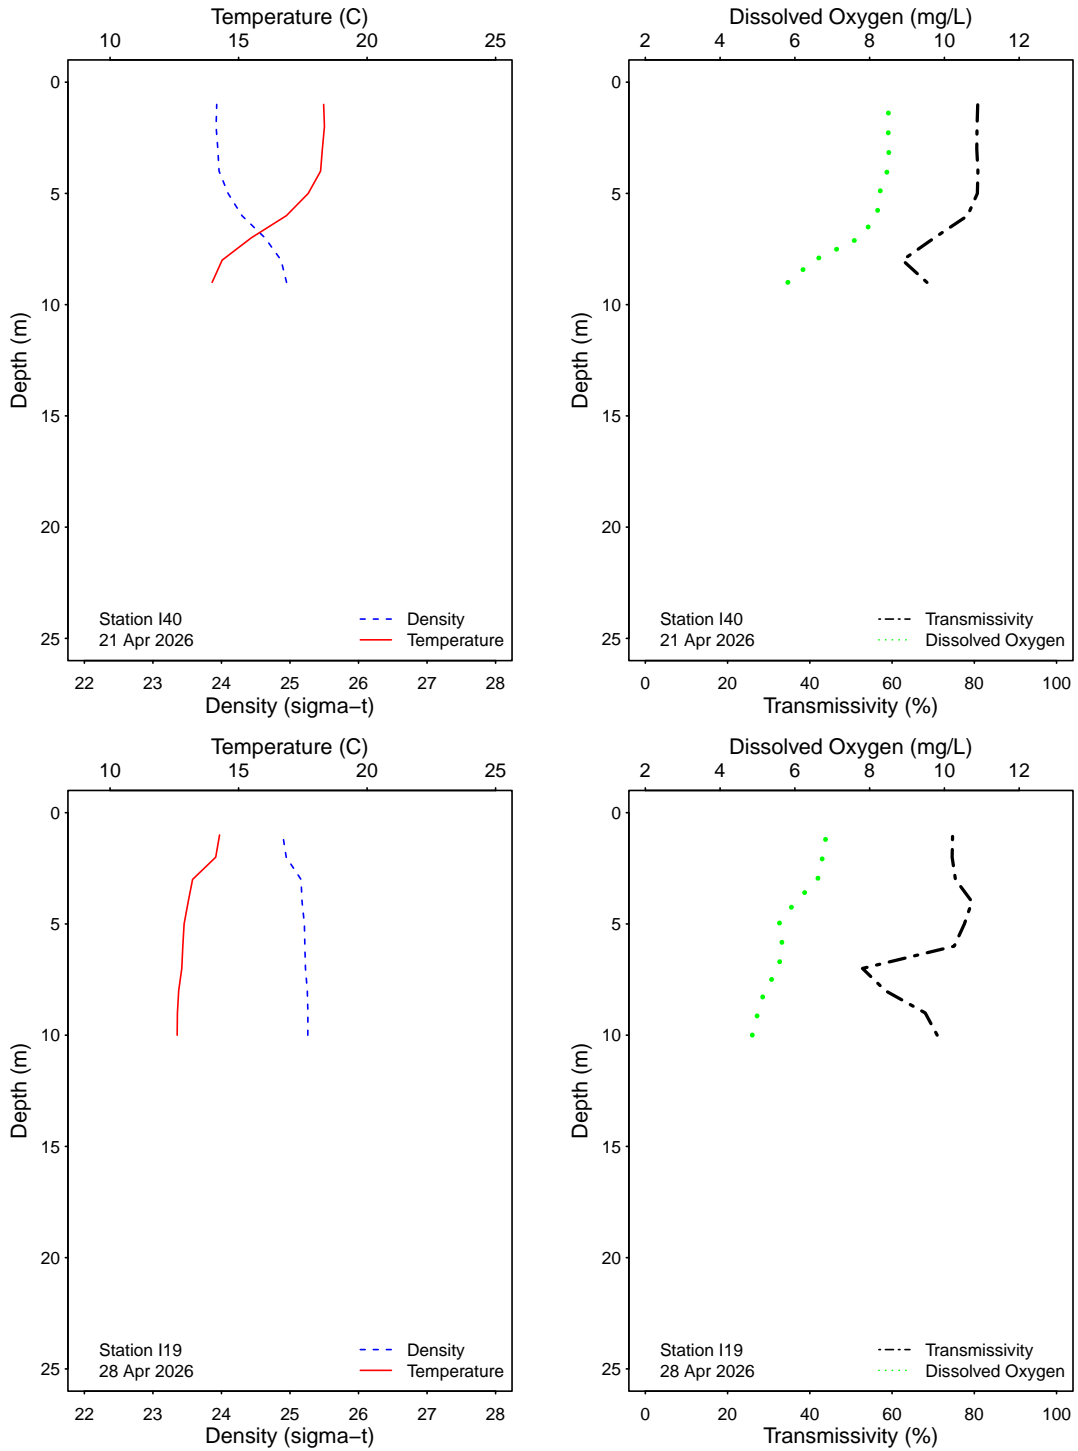 Temperature (C)
10 15 20 25
0
5
10
15
20
25
Depth (m)
Station I40
21 Apr 2026
Density
Temperature
22 23 24 25 26 27 28
Density (sigma−t)
Dissolved Oxygen (mg/L)
2 4 6 8 10 12
0
5
10
15
20
25
Depth (m)
Station I40
21 Apr 2026
Transmissivity
Dissolved Oxygen
0 20 40 60 80 100
Transmissivity (%)
Temperature (C)
10 15 20 25
0
5
10
15
20
25
Depth (m)
Station I19
28 Apr 2026
Density
Temperature
22 23 24 25 26 27 28
Density (sigma−t)
Dissolved Oxygen (mg/L)
2 4 6 8 10 12
0
5
10
15
20
25
Depth (m)
Station I19
28 Apr 2026
Transmissivity
Dissolved Oxygen
0 20 40 60 80 100
Transmissivity (%)